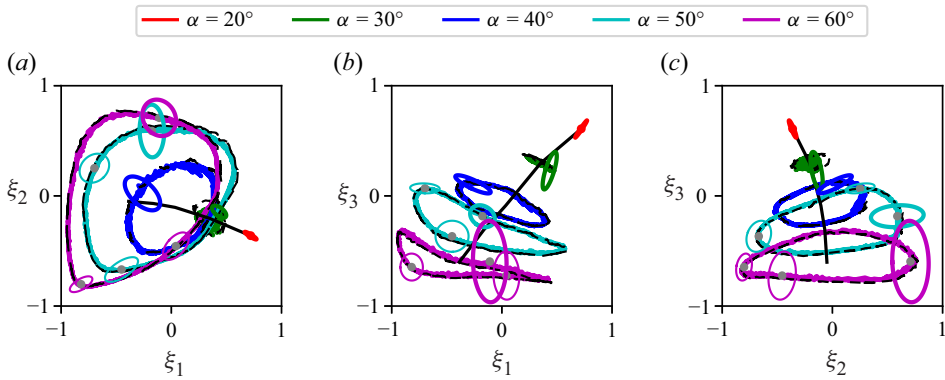 α = 20° α = 30° α = 40° α = 50° α = 60°
(a) (b) (c)
1 1 1
ξ2 0 ξ3 0 ξ3 0
−1 −1 −1
−1 0 1 −1 0 1 −1 0 1
ξ1 ξ1 ξ2